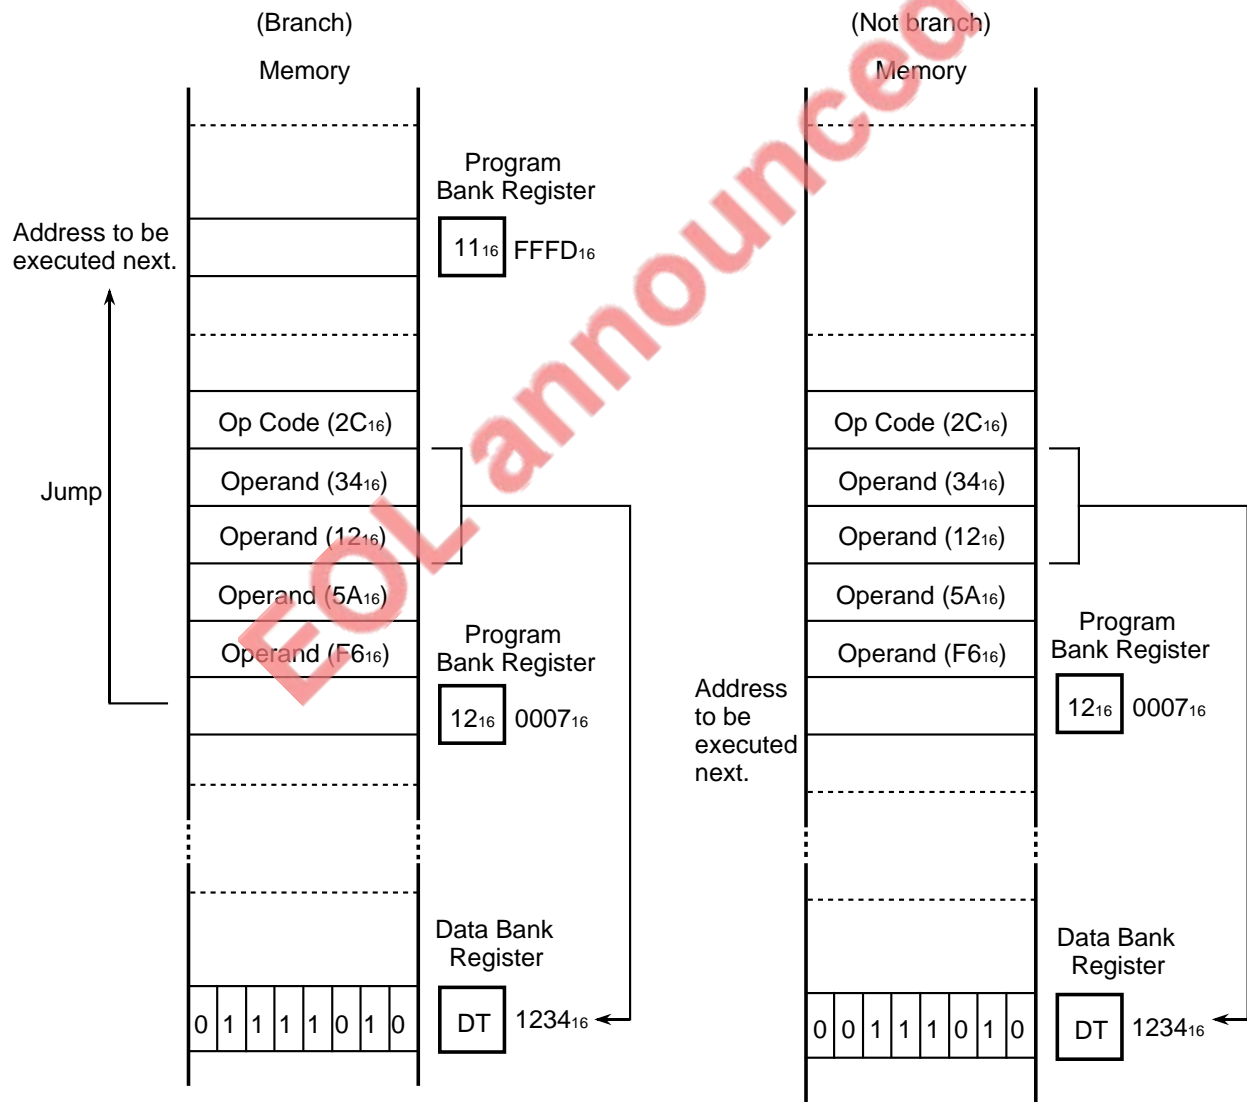 (Branch)
Memory
Program
Bank Register
11₁₆ FFFD₁₆
Address to be
executed next.
Op Code (2C₁₆)
Operand (34₁₆)
Jump
Operand (12₁₆)
Operand (5A₁₆)
Operand (F6₁₆)
Program
Bank Register
12₁₆ 0007₁₆
Data Bank
Register
0 1 1 1 1 0 1 0
DT 1234₁₆
(Not branch)
Memory
Op Code (2C₁₆)
Operand (34₁₆)
Operand (12₁₆)
Operand (5A₁₆)
Operand (F6₁₆)
Program
Bank Register
12₁₆ 0007₁₆
Address
to be
executed
next.
Data Bank
Register
0 0 1 1 1 0 1 0
DT 1234₁₆
EOL announced